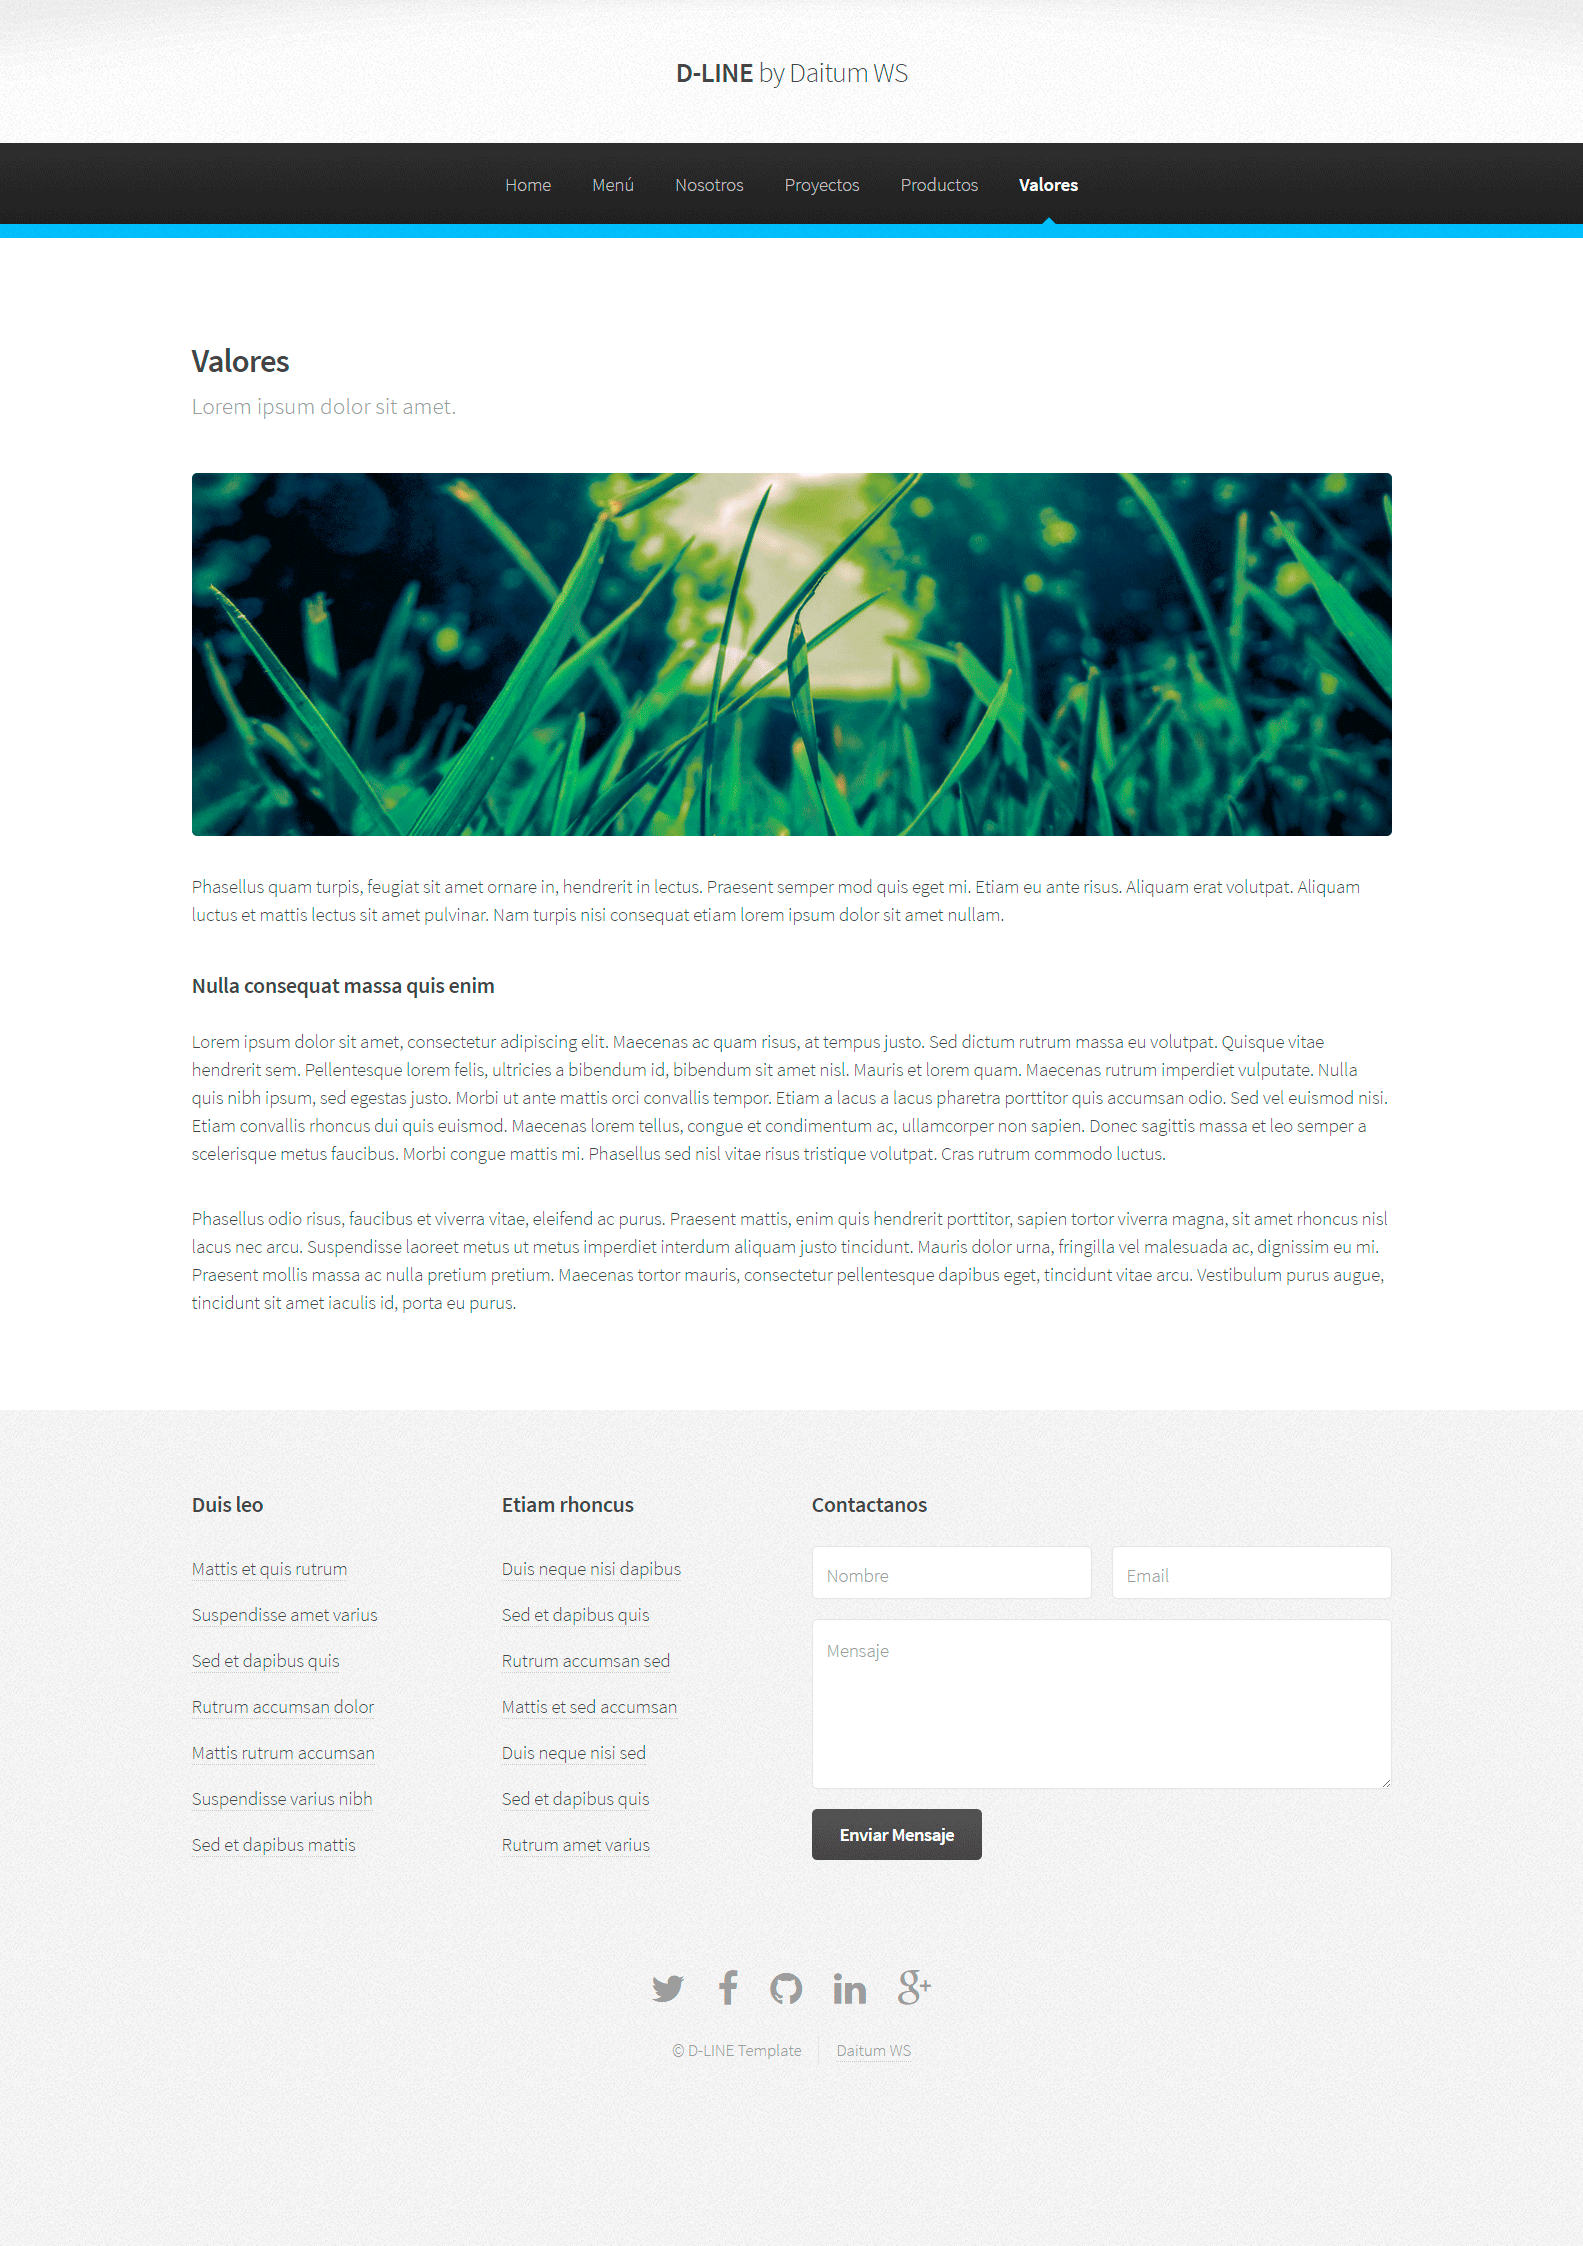 D-LINE by Daitum WS
Home Menú Nosotros Proyectos Productos Valores
Valores
Lorem ipsum dolor sit amet.
Phasellus quam turpis, feugiat sit amet ornare in, hendrerit in lectus. Praesent semper mod quis eget mi. Etiam eu ante risus. Aliquam erat volutpat. Aliquam
luctus et mattis lectus sit amet pulvinar. Nam turpis nisi consequat etiam lorem ipsum dolor sit amet nullam.
Nulla consequat massa quis enim
Lorem ipsum dolor sit amet, consectetur adipiscing elit. Maecenas ac quam risus, at tempus justo. Sed dictum rutrum massa eu volutpat. Quisque vitae
hendrerit sem. Pellentesque lorem felis, ultricies a bibendum id, bibendum sit amet nisl. Mauris et lorem quam. Maecenas rutrum imperdiet vulputate. Nulla
quis nibh ipsum, sed egestas justo. Morbi ut ante mattis orci convallis tempor. Etiam a lacus a lacus pharetra porttitor quis accumsan odio. Sed vel euismod nisi.
Etiam convallis rhoncus dui quis euismod. Maecenas lorem tellus, congue et condimentum ac, ullamcorper non sapien. Donec sagittis massa et leo semper a
scelerisque metus faucibus. Morbi congue mattis mi. Phasellus sed nisl vitae risus tristique volutpat. Cras rutrum commodo luctus.
Phasellus odio risus, faucibus et viverra vitae, eleifend ac purus. Praesent mattis, enim quis hendrerit porttitor, sapien tortor viverra magna, sit amet rhoncus nisl
lacus nec arcu. Suspendisse laoreet metus ut metus imperdiet interdum aliquam justo tincidunt. Mauris dolor urna, fringilla vel malesuada ac, dignissim eu mi.
Praesent mollis massa ac nulla pretium pretium. Maecenas tortor mauris, consectetur pellentesque dapibus eget, tincidunt vitae arcu. Vestibulum purus augue,
tincidunt sit amet iaculis id, porta eu purus.
Duis leo
Mattis et quis rutrum
Suspendisse amet varius
Sed et dapibus quis
Rutrum accumsan dolor
Mattis rutrum accumsan
Suspendisse varius nibh
Sed et dapibus mattis
Etiam rhoncus
Duis neque nisi dapibus
Sed et dapibus quis
Rutrum accumsan sed
Mattis et sed accumsan
Duis neque nisi sed
Sed et dapibus quis
Rutrum amet varius
Contactanos
Nombre
Email
Mensaje
Enviar Mensaje
© D-LINE Template
Daitum WS